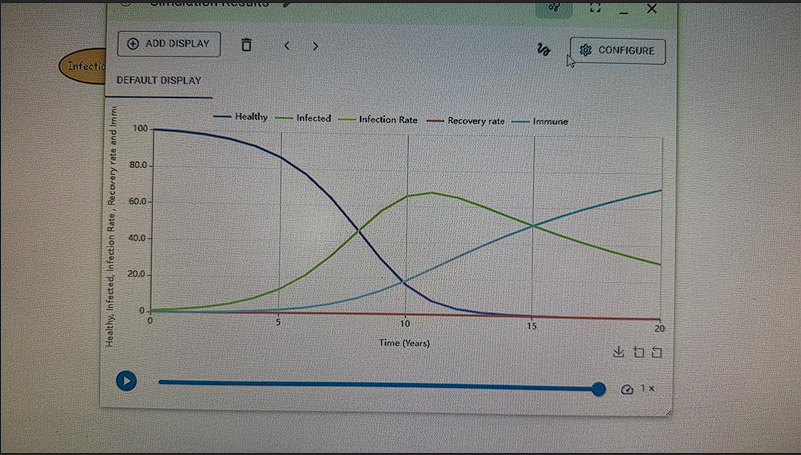 Simulation Results
ADD DISPLAY
CONFIGURE
Infectio
DEFAULT DISPLAY
Healthy Infected Infection Rate Recovery rate Immune
Healthy, Infected, Infection Rate , Recovery rate and Immu
100
80.0
60.0
40.0
20.0
0
0 5 10 15 20
Time (Years)
1 x